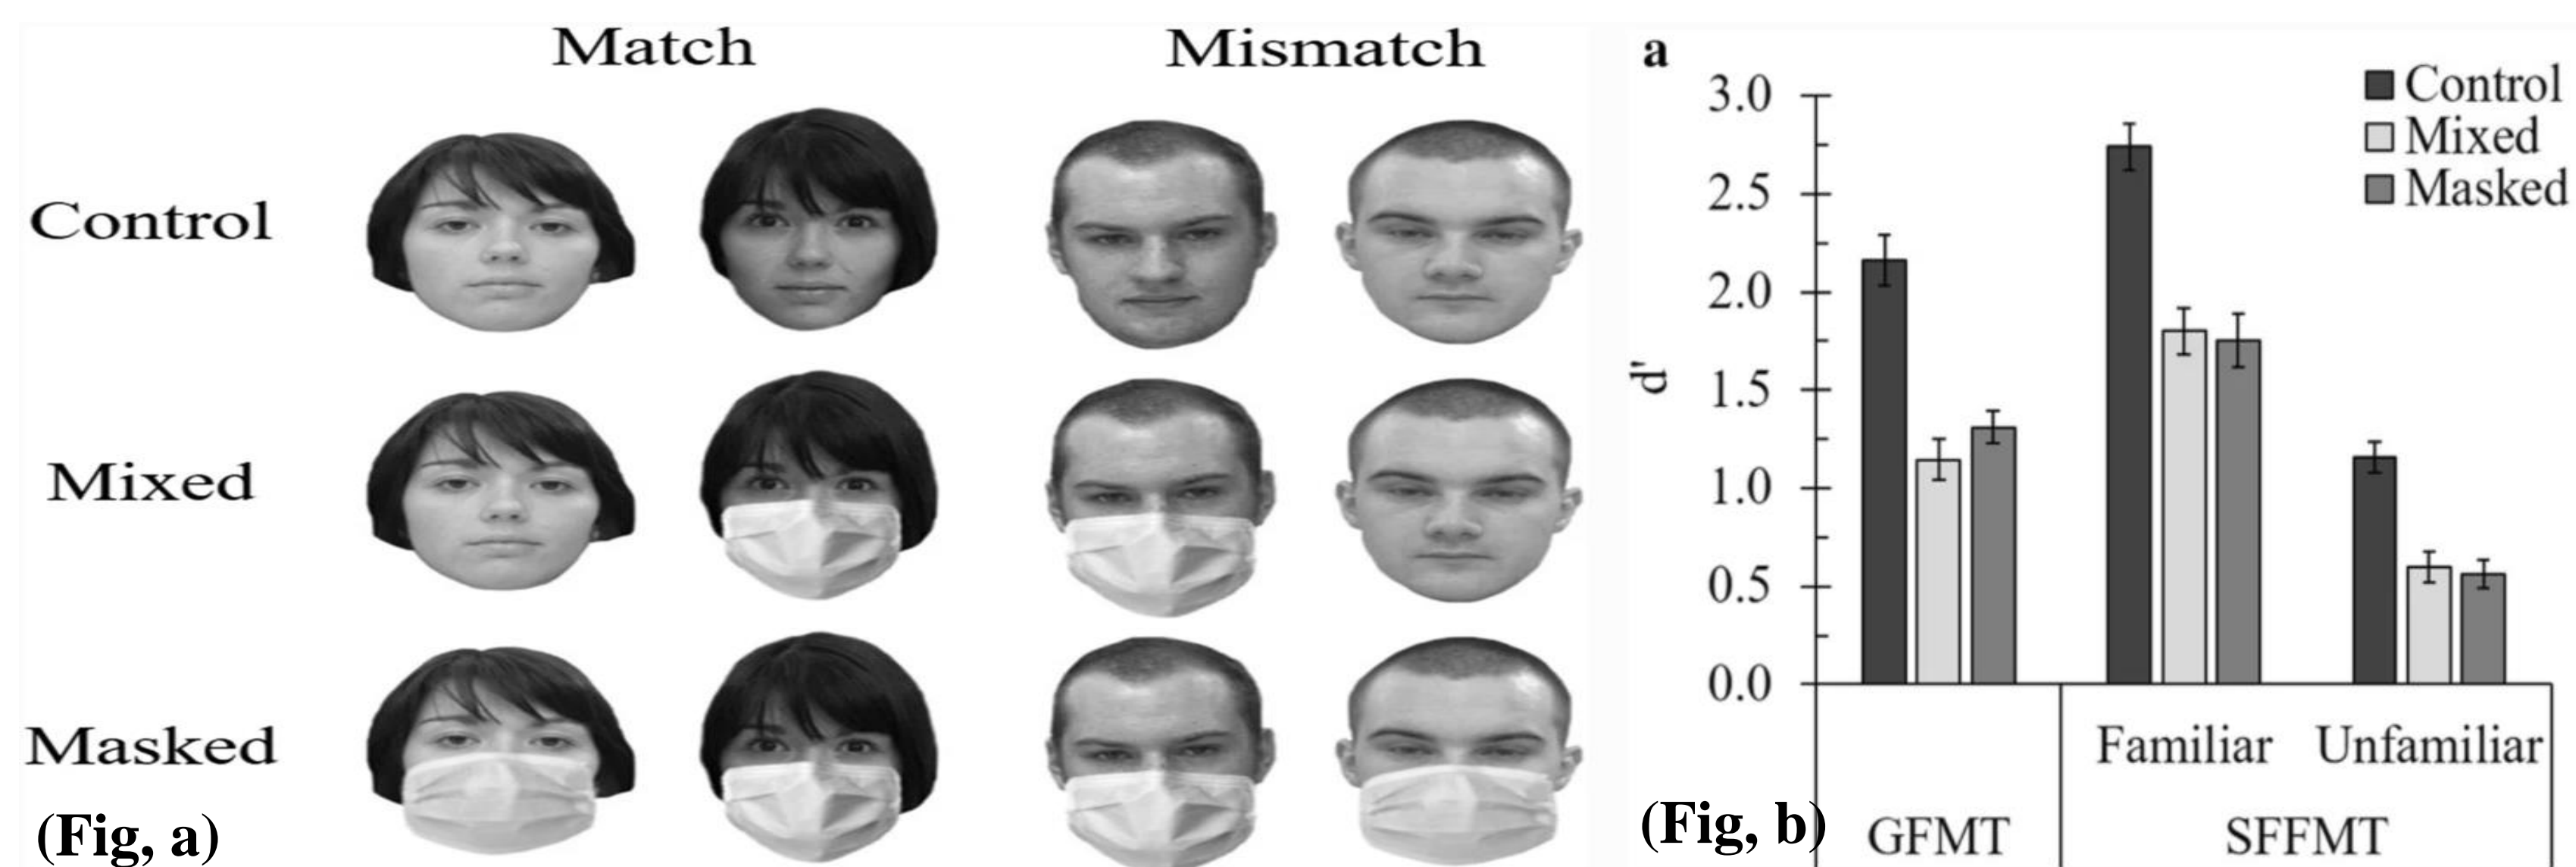 Match Mismatch
Control
Mixed
Masked
(Fig, a)
a
Control
Mixed
Masked
3.0
2.5
2.0
1.5
1.0
0.5
0.0
d'
Familiar Unfamiliar
GFMT SFFMT
(Fig, b)